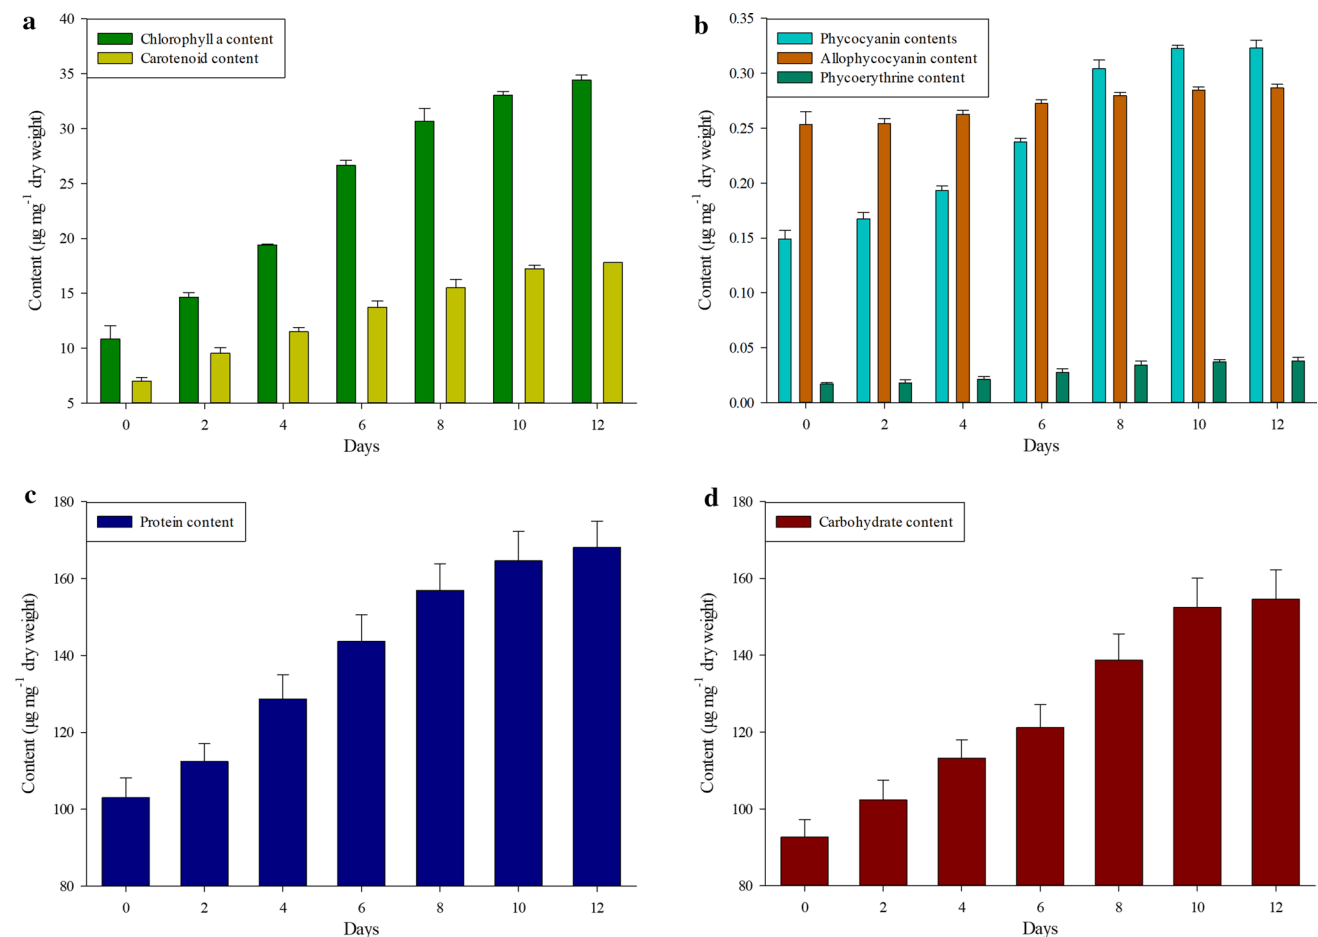 a
40
35
30
25
20
15
10
5
Content (µg mg-1 dry weight)
Chlorophyll a content
Carotenoid content
0 2 4 6 8 10 12
Days
b
0.35
0.30
0.25
0.20
0.15
0.10
0.05
0.00
Content (µg mg-1 dry weight)
Phycocyanin contents
Allophycocyanin content
Phycoerythrine content
0 2 4 6 8 10 12
Days
c
180
160
140
120
100
80
Content (µg mg-1 dry weight)
Protein content
0 2 4 6 8 10 12
Days
d
180
160
140
120
100
80
Content (µg mg-1 dry weight)
Carbohydrate content
0 2 4 6 8 10 12
Days